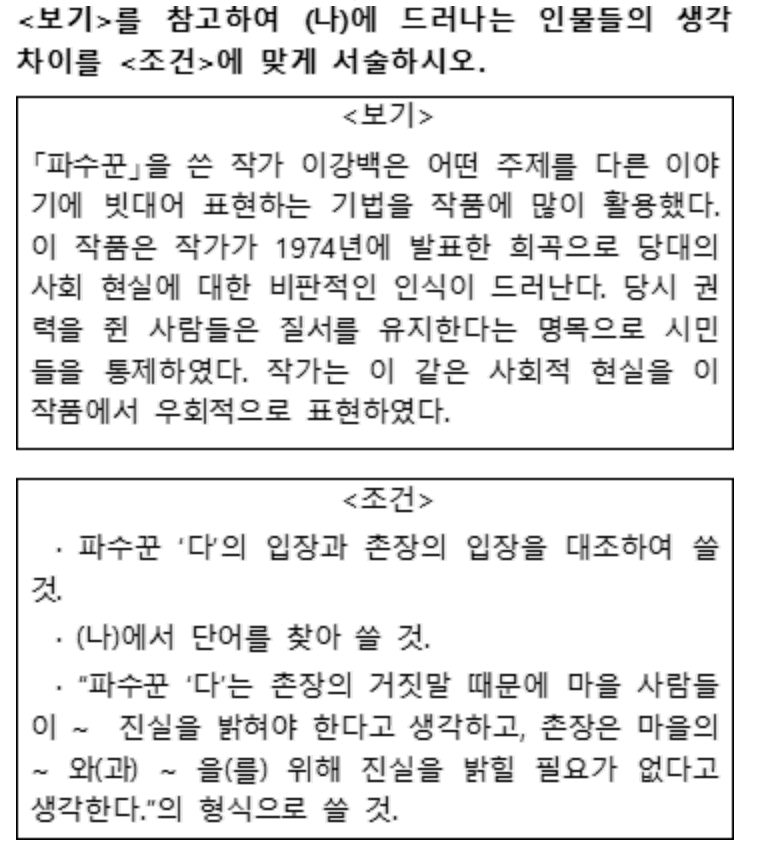 <보기>를 참고하여 (나)에 드러나는 인물들의 생각
차이를 <조건>에 맞게 서술하시오.
<보기>
「파수꾼」을 쓴 작가 이강백은 어떤 주제를 다른 이야
기에 빗대어 표현하는 기법을 작품에 많이 활용했다.
이 작품은 작가가 1974년에 발표한 희곡으로 당대의
사회 현실에 대한 비판적인 인식이 드러난다. 당시 권
력을 쥔 사람들은 질서를 유지한다는 명목으로 시민
들을 통제하였다. 작가는 이 같은 사회적 현실을 이
작품에서 우회적으로 표현하였다.
<조건>
· 파수꾼 '다'의 입장과 촌장의 입장을 대조하여 쓸
것.
· (나)에서 단어를 찾아 쓸 것.
· "파수꾼 '다'는 촌장의 거짓말 때문에 마을 사람들
이 ~ 진실을 밝혀야 한다고 생각하고, 촌장은 마을의
~ 와(과) ~ 을(를) 위해 진실을 밝힐 필요가 없다고
생각한다."의 형식으로 쓸 것.